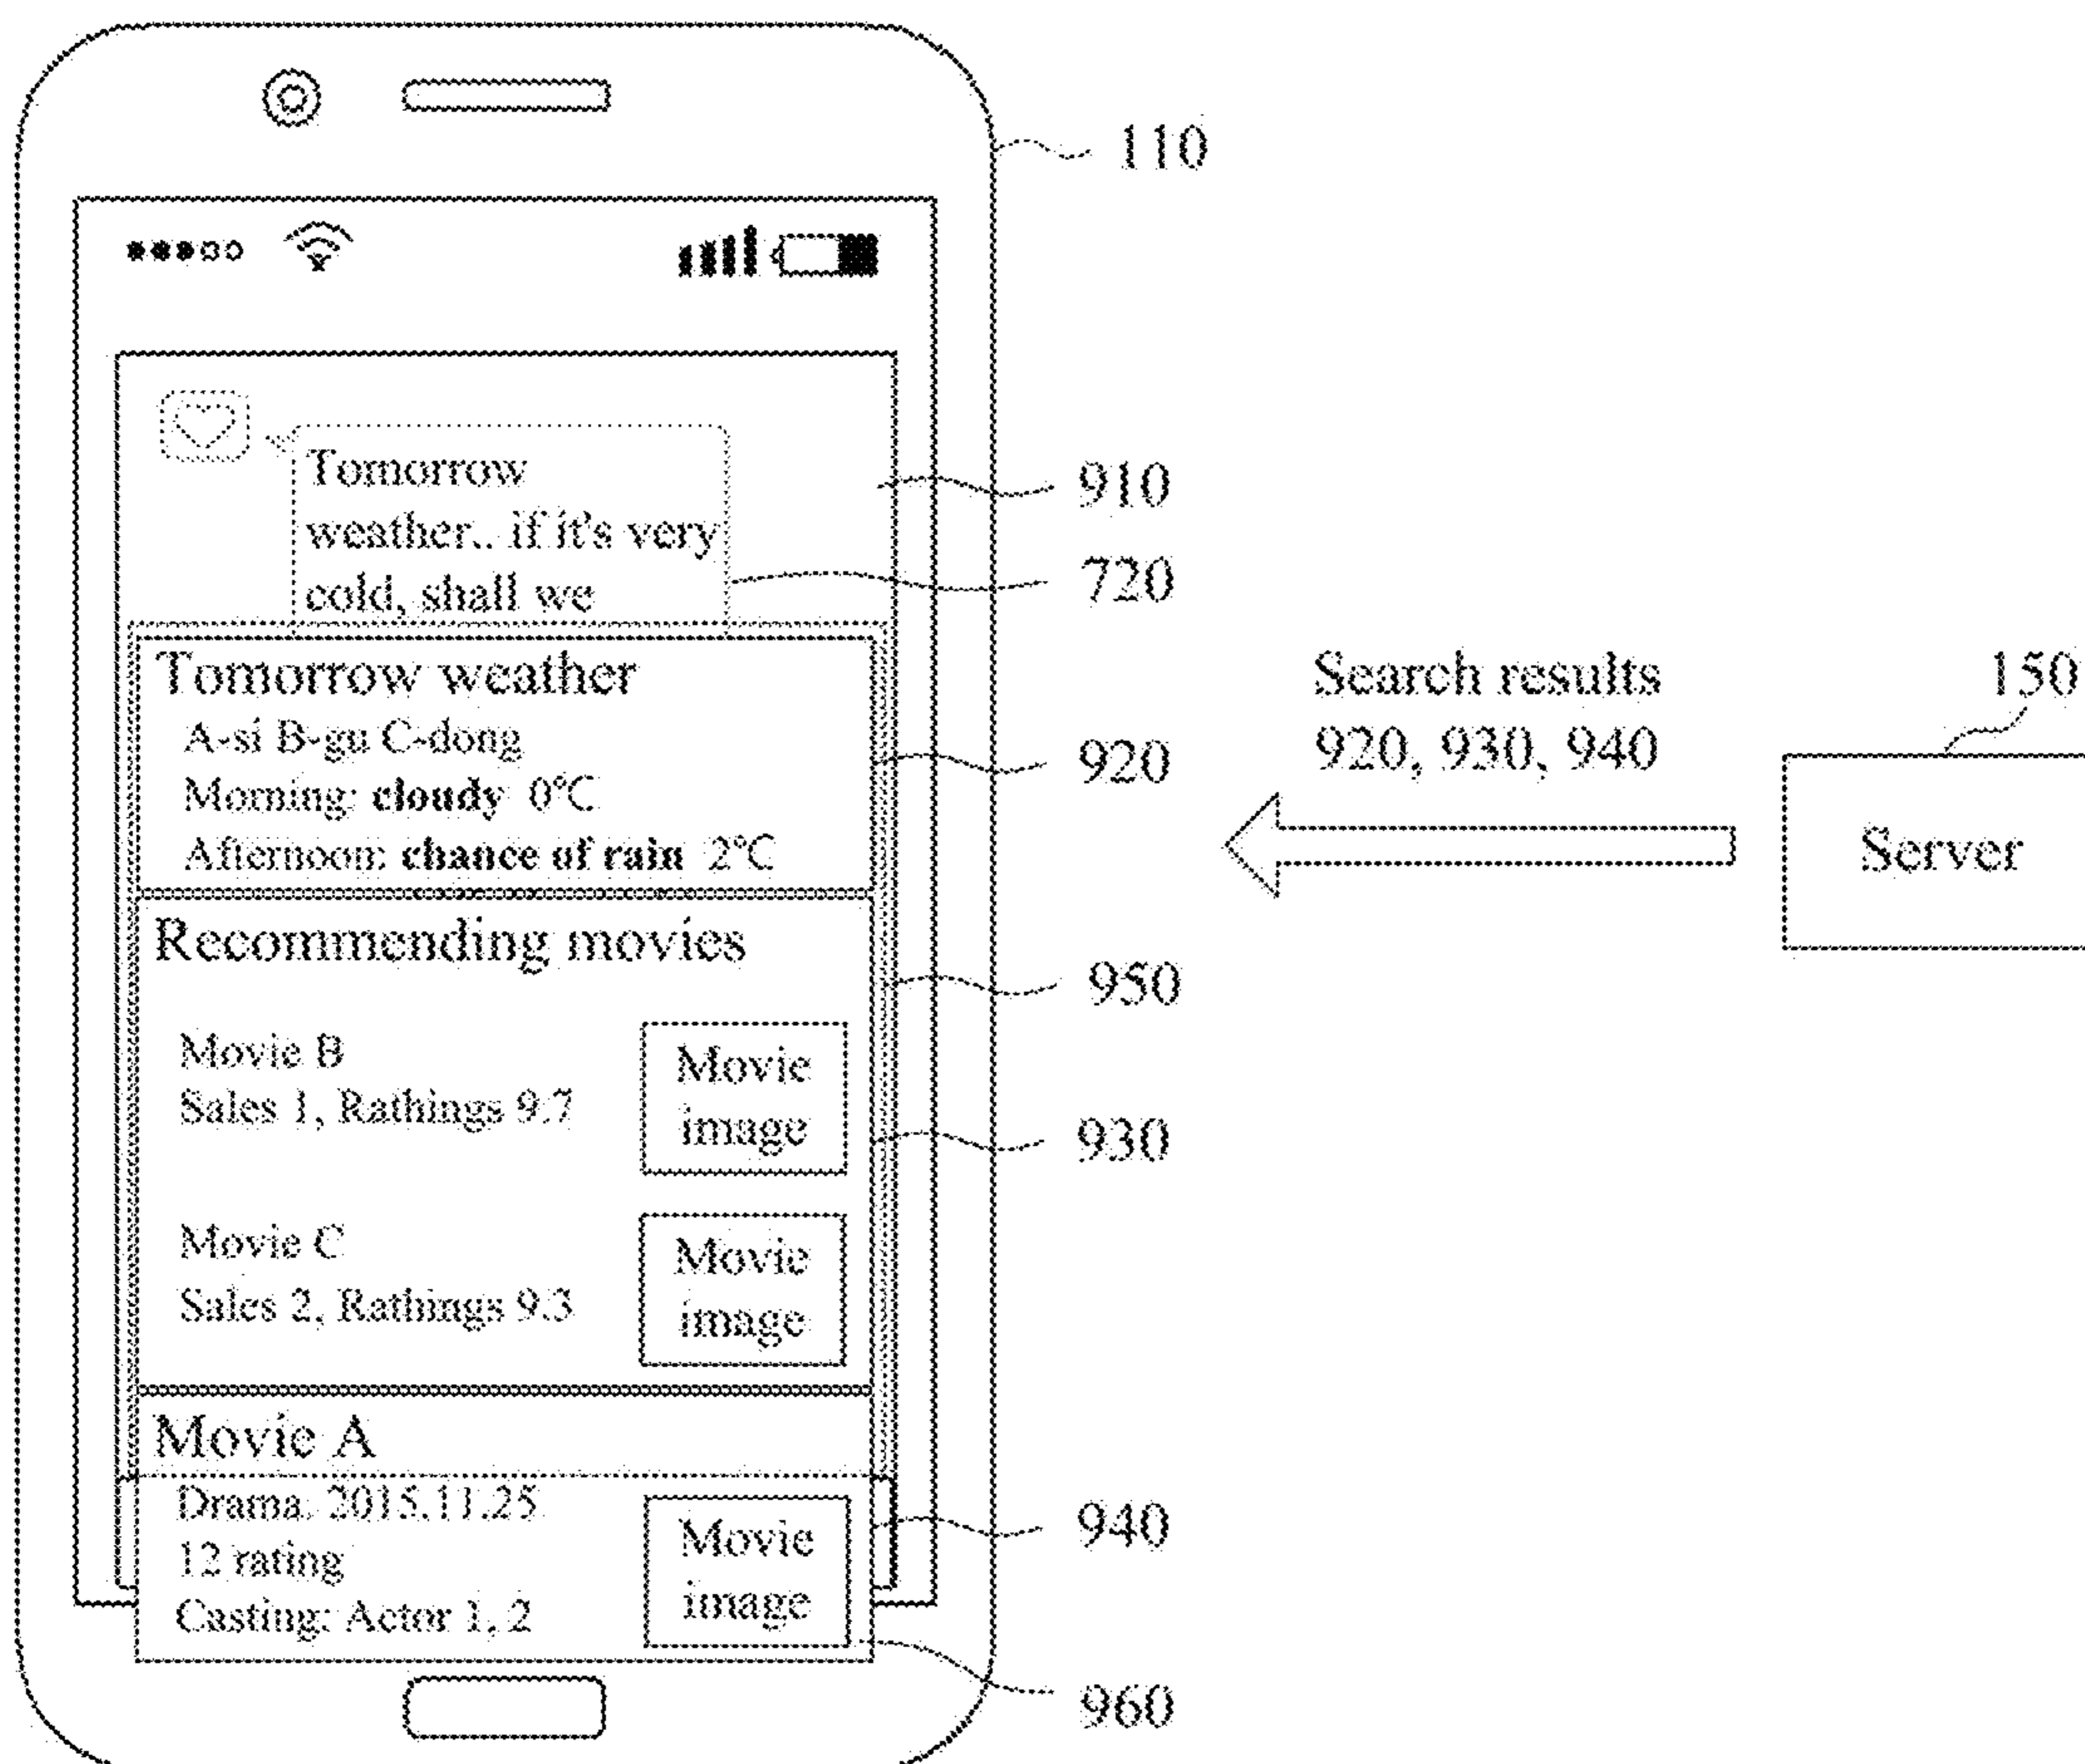 110
Tomorrow
weather.. if it's very
cold, shall we
910
720
Tomorrow weather
A-si B-gu C-dong
Morning: cloudy 0°C
Afternoon: chance of rain 2°C
920
Search results
920, 930, 940
150
Server
Recommending movies
950
Movie B
Sales 1, Rathings 9.7
Movie
image
930
Movie C
Sales 2, Rathings 9.3
Movie
image
Movie A
Drama. 2015.11.25
12 rating
Casting: Actor 1, 2
Movie
image
940
960